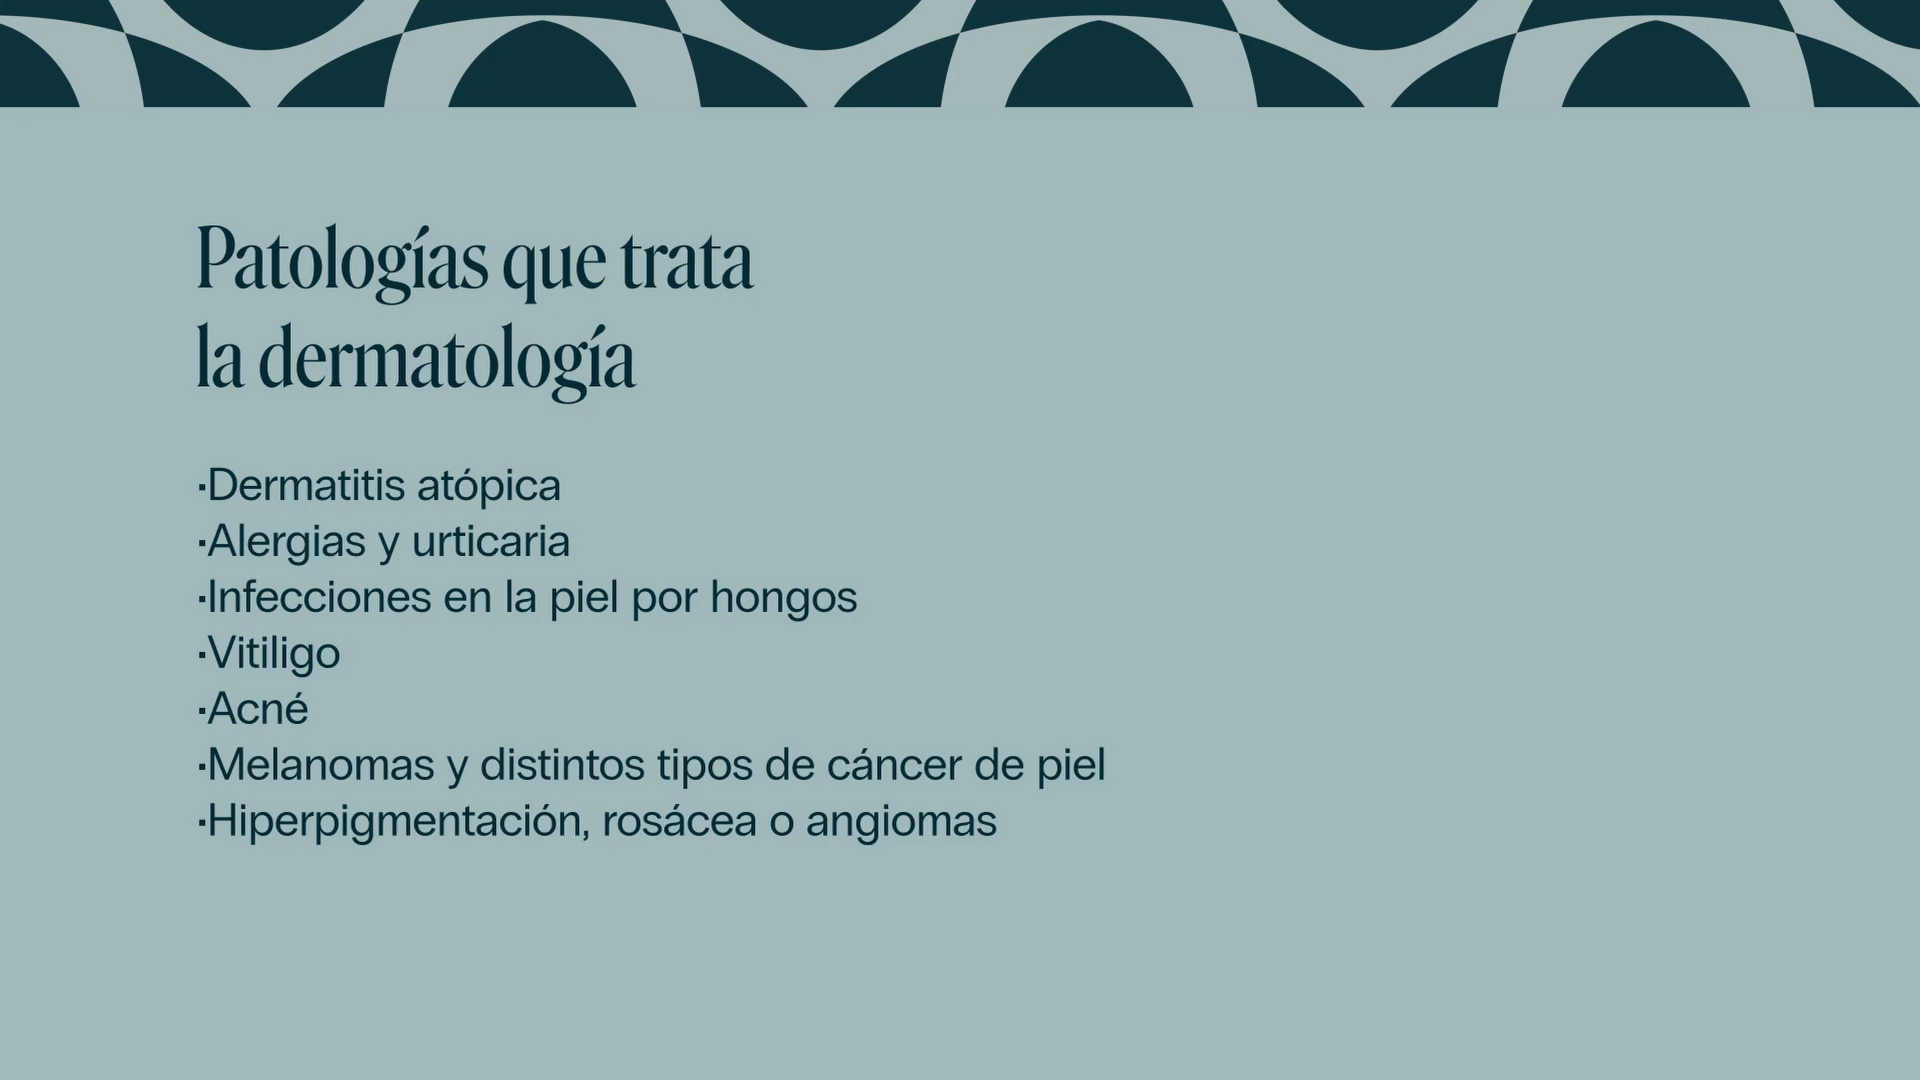 Patologías que trata
la dermatología
·Dermatitis atópica
·Alergias y urticaria
·Infecciones en la piel por hongos
·Vitiligo
·Acné
·Melanomas y distintos tipos de cáncer de piel
·Hiperpigmentación, rosácea o angiomas